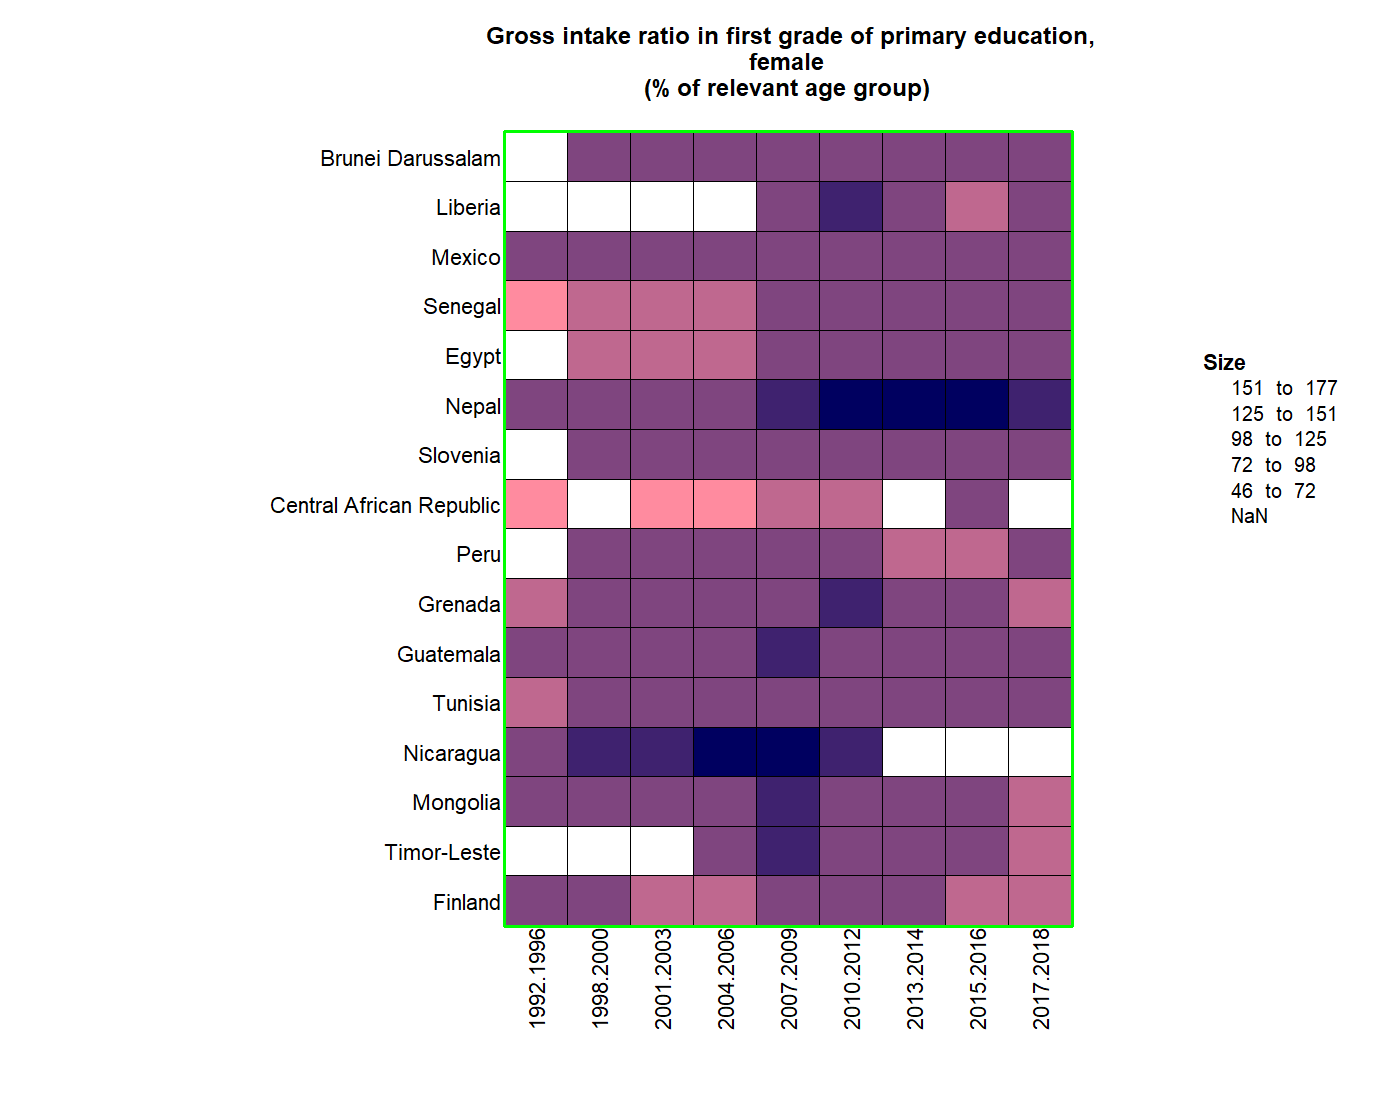 Gross intake ratio in first grade of primary education,
female
(% of relevant age group)
Brunei Darussalam
Liberia
Mexico
Senegal
Egypt
Nepal
Slovenia
Central African Republic
Peru
Grenada
Guatemala
Tunisia
Nicaragua
Mongolia
Timor-Leste
Finland
1992.1996
1998.2000
2001.2003
2004.2006
2007.2009
2010.2012
2013.2014
2015.2016
2017.2018
Size
151 to 177
125 to 151
98 to 125
72 to 98
46 to 72
NaN